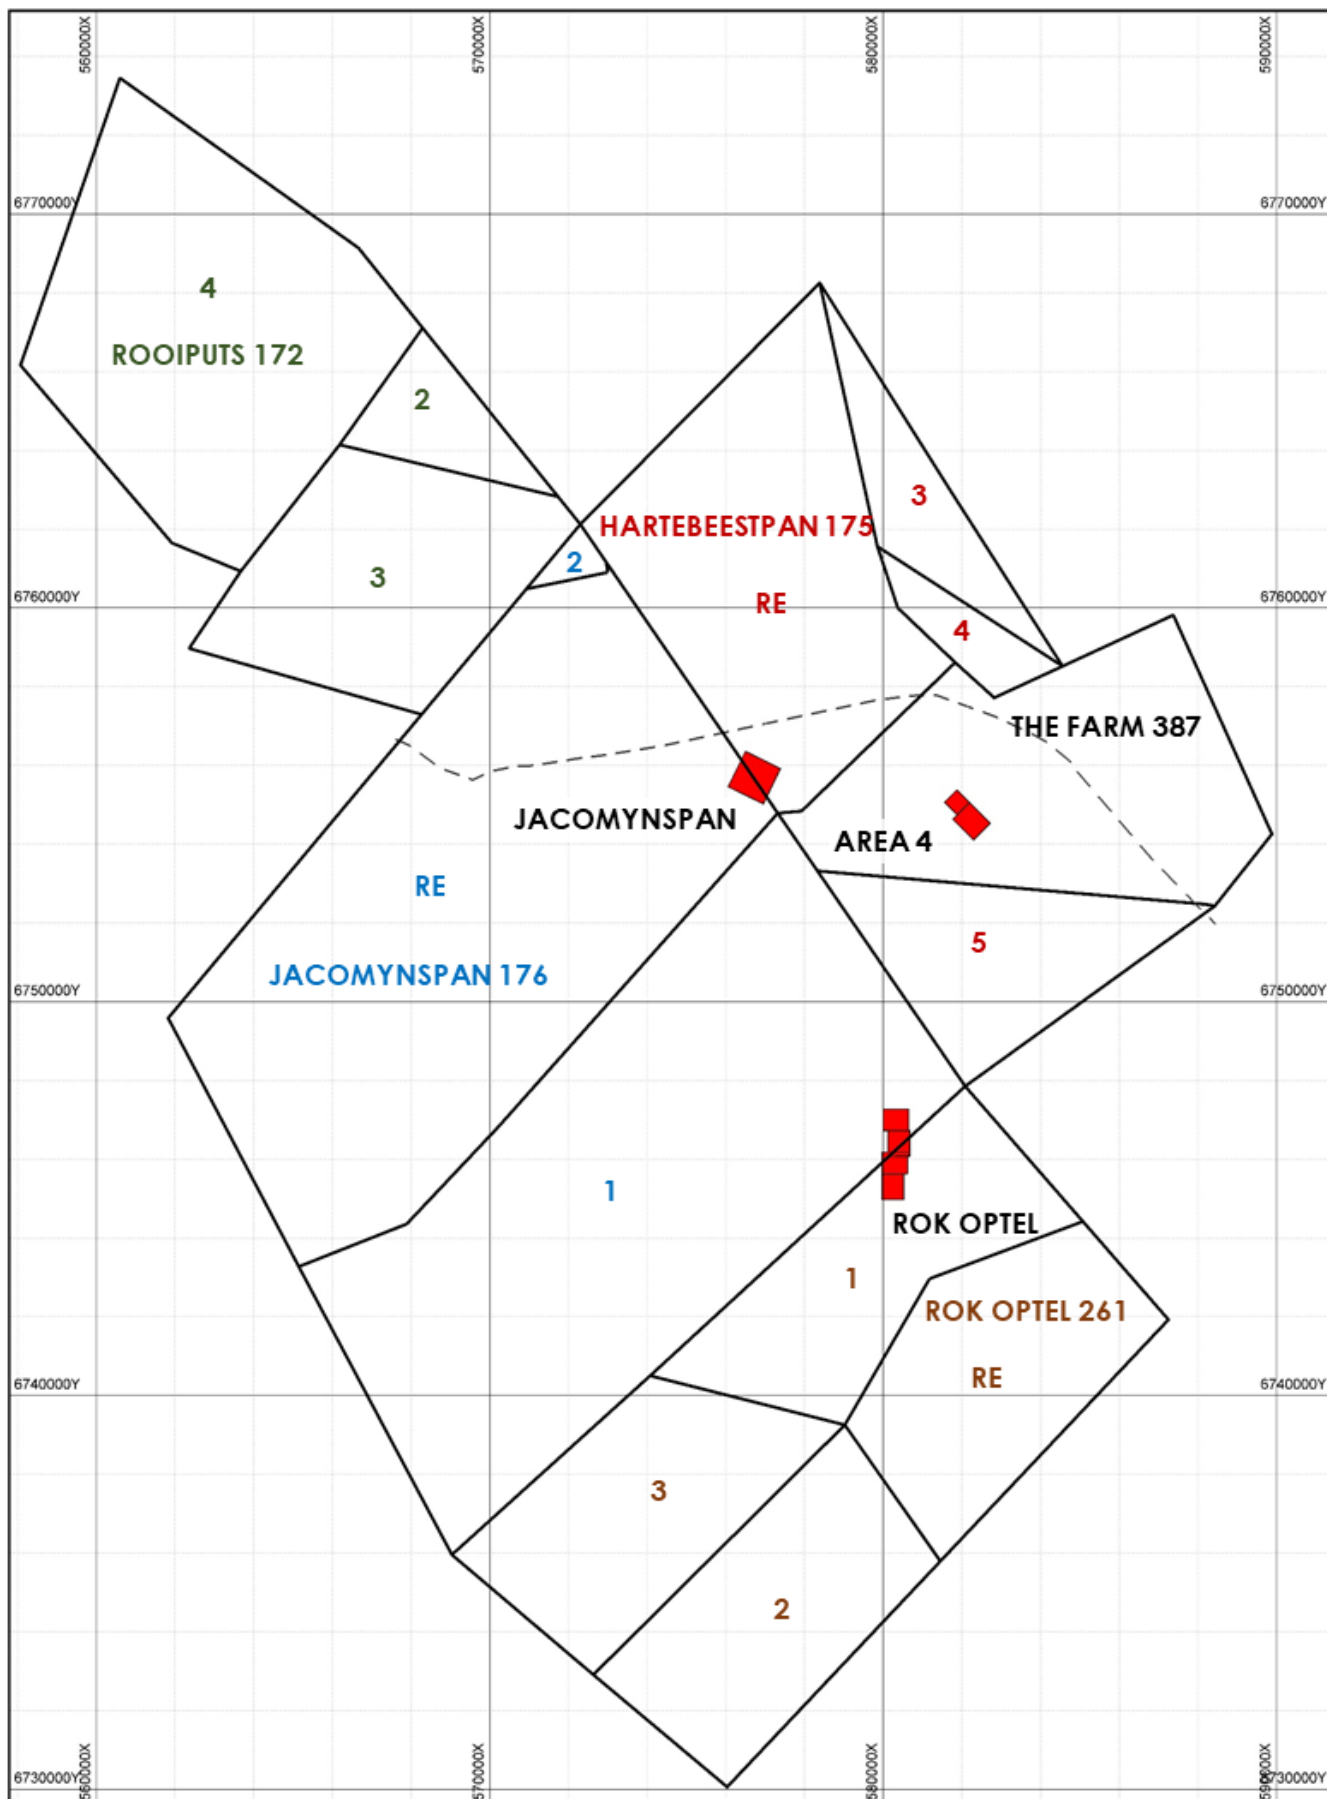 560000X
570000X
580000X
590000X
6770000Y
6770000Y
4
ROOIPUTS 172
2
3
HARTEBEESTPAN 175
2
3
6760000Y
RE
6760000Y
4
THE FARM 387
JACOMYNSPAN
AREA 4
RE
5
JACOMYNSPAN 176
6750000Y
6750000Y
1
ROK OPTEL
1
ROK OPTEL 261
RE
6740000Y
6740000Y
3
2
6730000Y
6730000Y
560000X
570000X
580000X
590000X